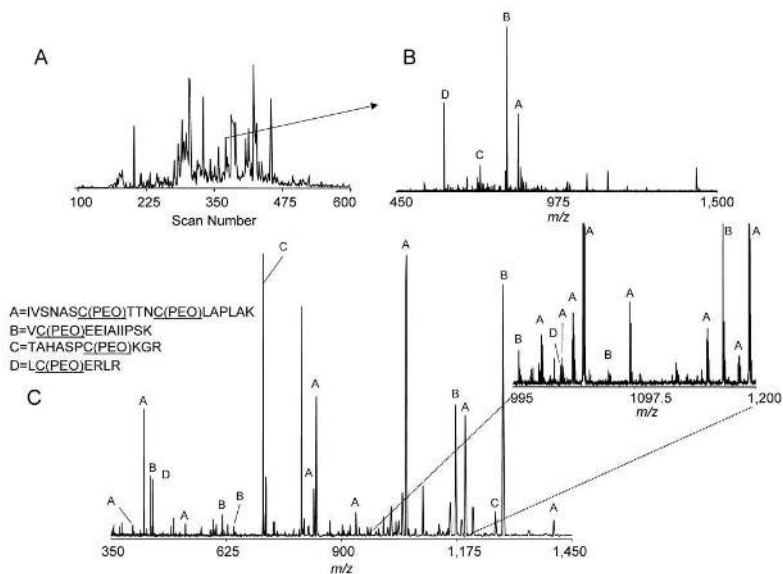 A
B
B
D
A
C
100 225 350 475 600
Scan Number
450 975 1,500
m/z
C
A
B
A=IVSNASC(PEO)TTNC(PEO)LAPLAK
B=VC(PEO)EEIAIIPSK
C=TAHASPC(PEO)KGR
D=LC(PEO)ERLR
A
B
A
A
A
D
A
B
B
A
A
995 1097.5 1,200
m/z
C
A
A
B
D
A
B
A
A
B
B
A
A
C
A
350 625 900 1,175 1,450
m/z